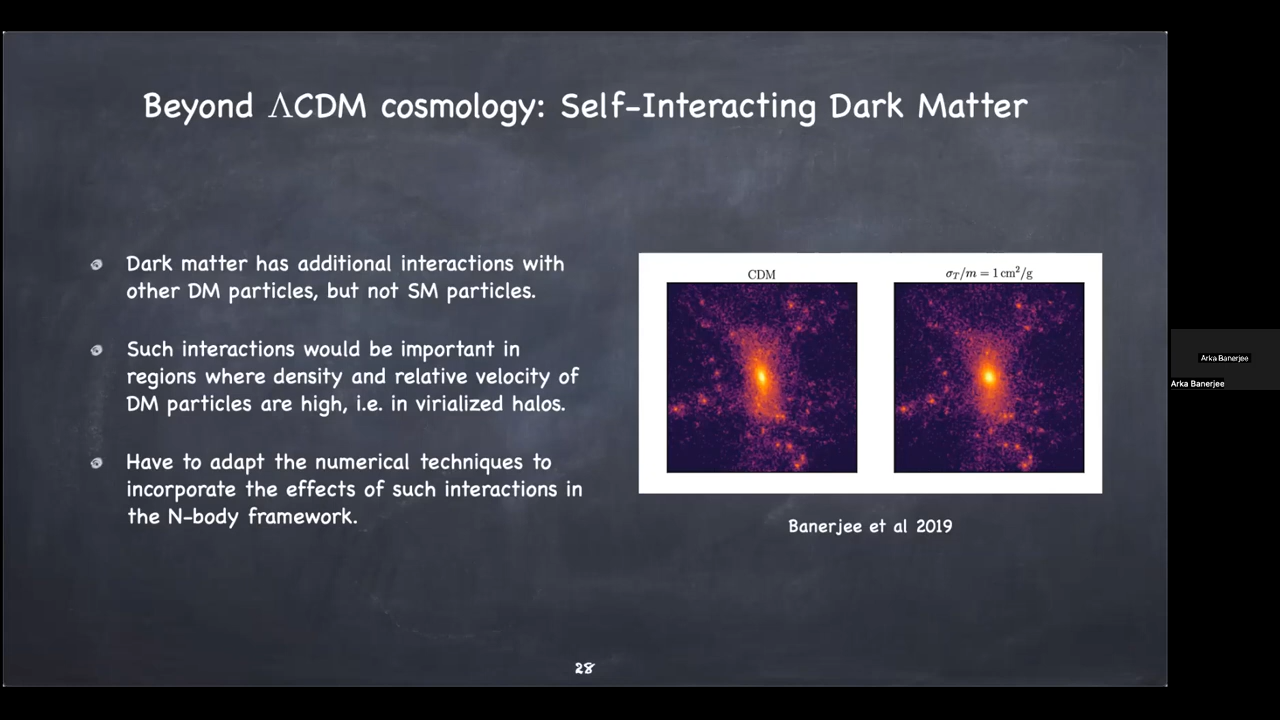 Beyond ΛCDM cosmology: Self-Interacting Dark Matter
Dark matter has additional interactions with
other DM particles, but not SM particles.
Such interactions would be important in
regions where density and relative velocity of
DM particles are high, i.e. in virialized halos.
Have to adapt the numerical techniques to
incorporate the effects of such interactions in
the N-body framework.
CDM
σ_T/m = 1 cm²/g
Banerjee et al 2019
28
Arka Banerjee
Arka Banerjee